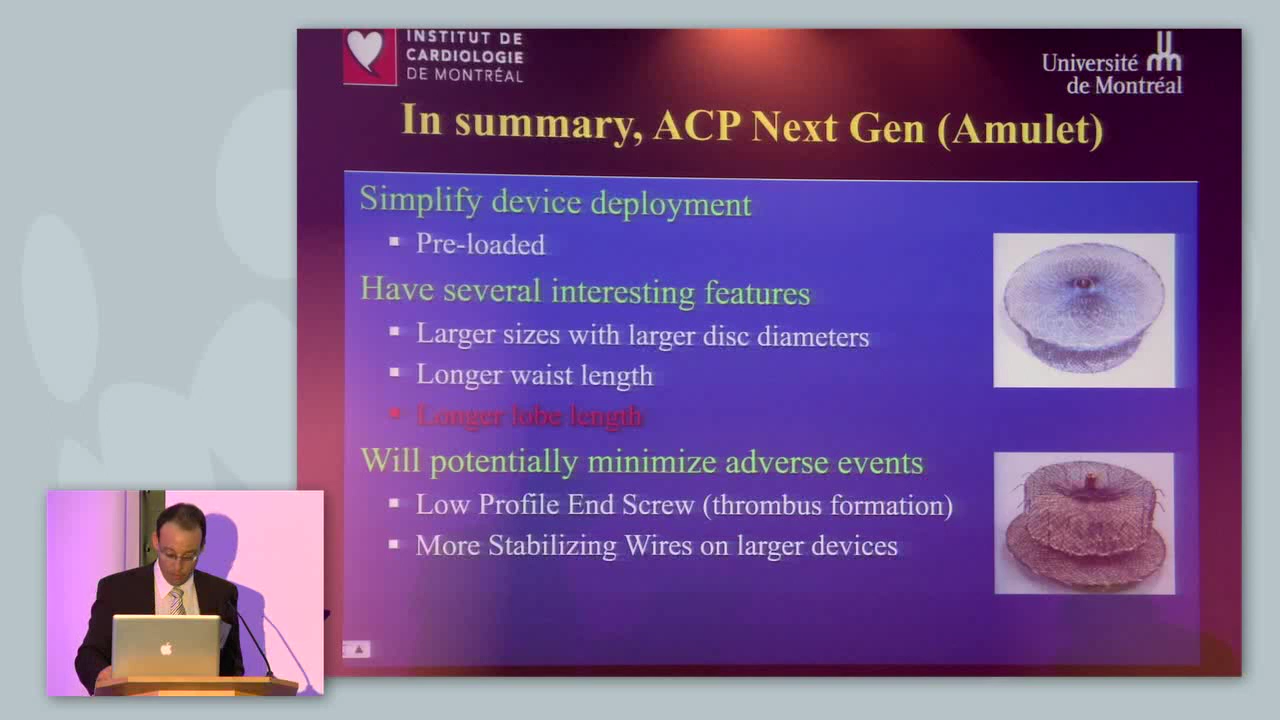 INSTITUT DE
CARDIOLOGIE
DE MONTRÉAL
Université
de Montréal
In summary, ACP Next Gen (Amulet)
Simplify device deployment
▪ Pre-loaded
Have several interesting features
▪ Larger sizes with larger disc diameters
▪ Longer waist length
▪ Longer lobe length
Will potentially minimize adverse events
▪ Low Profile End Screw (thrombus formation)
▪ More Stabilizing Wires on larger devices